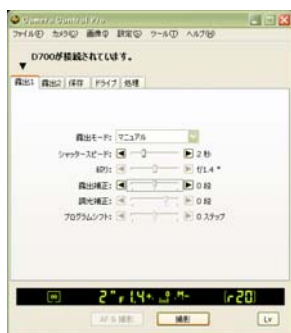 Camera Control Pro
ファイル(F) カメラ(C) 画像(I) 設定(S) ツール(T) ヘルプ(H)
D700が接続されています。
露出1 露出2 保存 ドライブ 処理
露出モード: マニュアル
シャッタースピード: 2 秒
絞り: f/1.4 *
露出補正: 0 段
調光補正: 0 段
プログラムシフト: 0 ステップ
2" F 1.4
[r20]
AF & 撮影 撮影 Lv